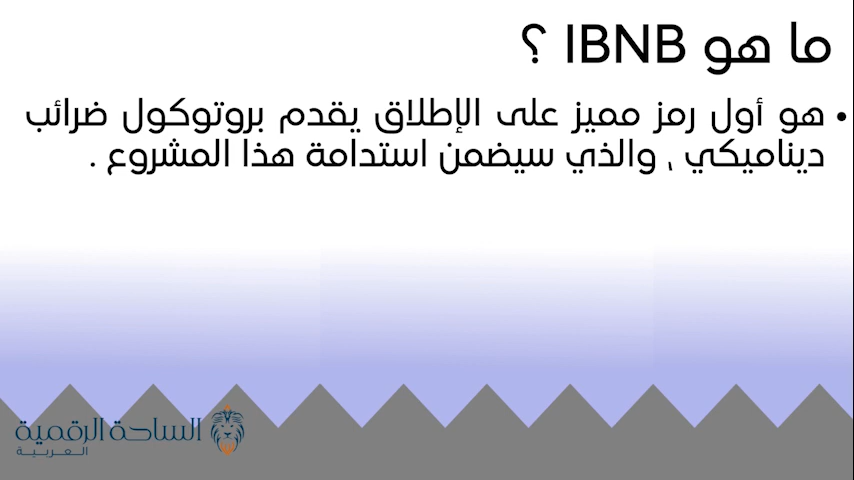 ما هو IBNB ؟
• هو أول رمز مميز على الإطلاق يقدم بروتوكول ضرائب
ديناميكي ، والذي سيضمن استدامة هذا المشروع .
الساحة الرقمية
العربية